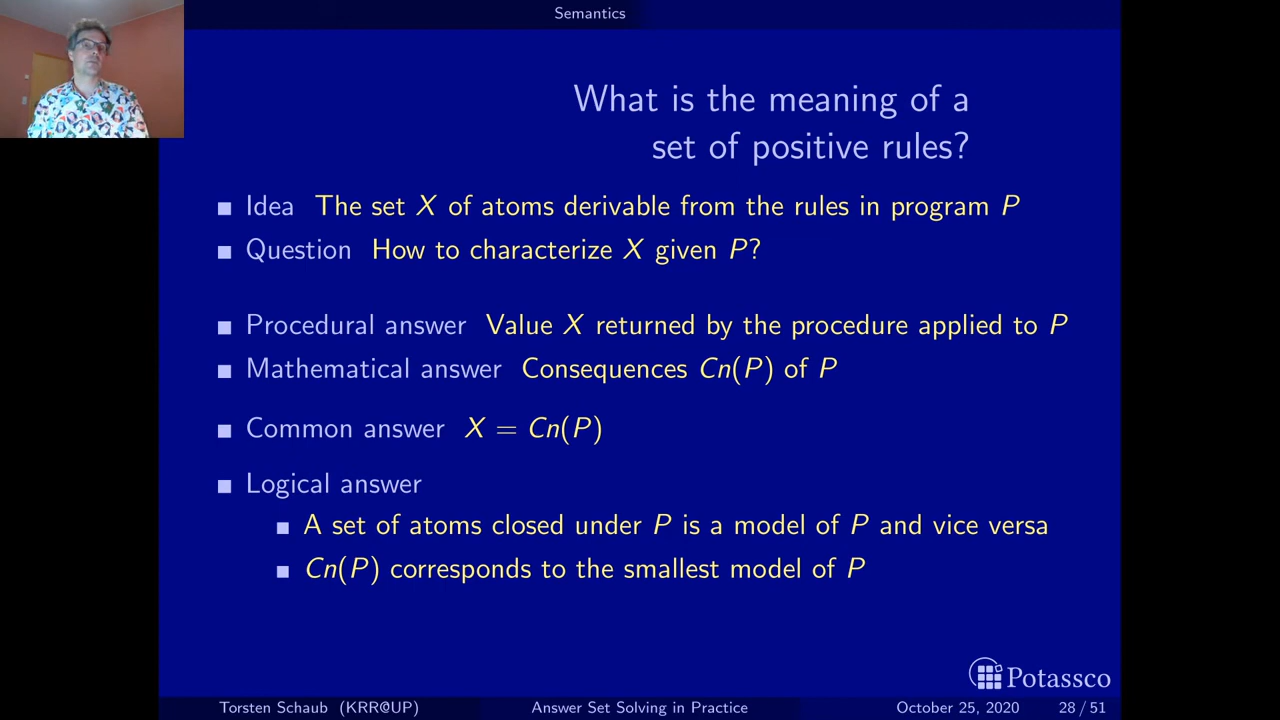 Semantics
What is the meaning of a
set of positive rules?
Idea The set X of atoms derivable from the rules in program P
Question How to characterize X given P?
Procedural answer Value X returned by the procedure applied to P
Mathematical answer Consequences Cn(P) of P
Common answer X = Cn(P)
Logical answer
A set of atoms closed under P is a model of P and vice versa
Cn(P) corresponds to the smallest model of P
Potassco
Torsten Schaub (KRR@UP) Answer Set Solving in Practice October 25, 2020 28 / 51